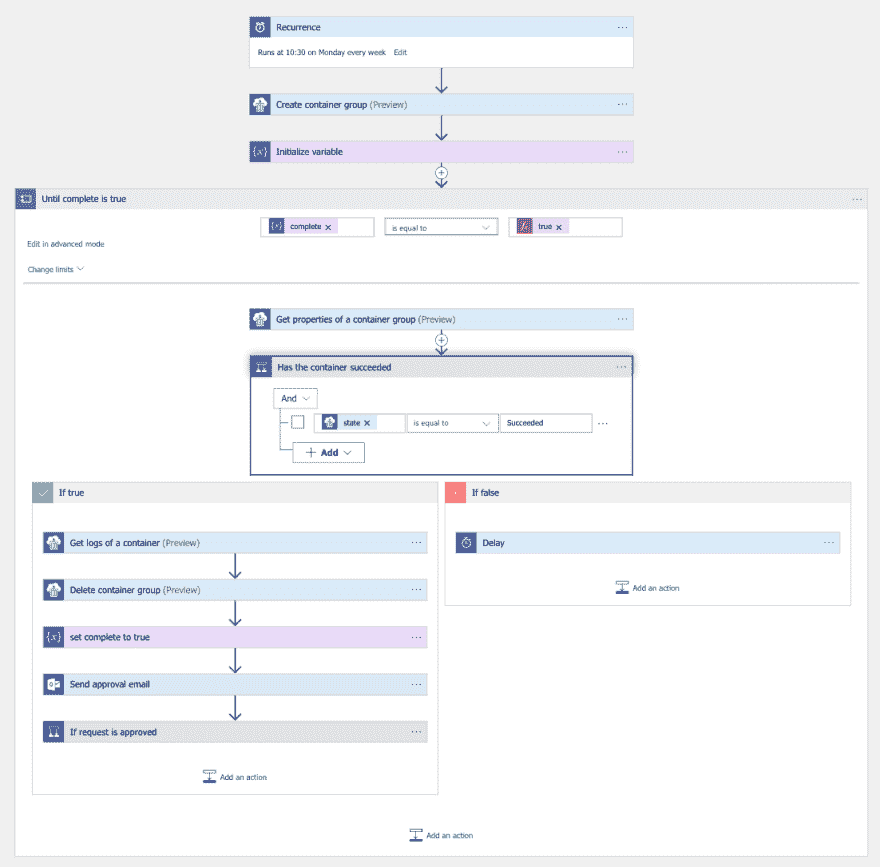 Recurrence
Runs at 10:30 on Monday every week Edit
Create container group (Preview)
{x} Initialize variable
Until complete is true
{x} complete is equal to true
Edit in advanced mode
Change limits
Get properties of a container group (Preview)
Has the container succeeded
And
state is equal to Succeeded
Add
If true
Get logs of a container (Preview)
Delete container group (Preview)
{x} set complete to true
Send approval email
If request is approved
Add an action
If false
Delay
Add an action
Add an action